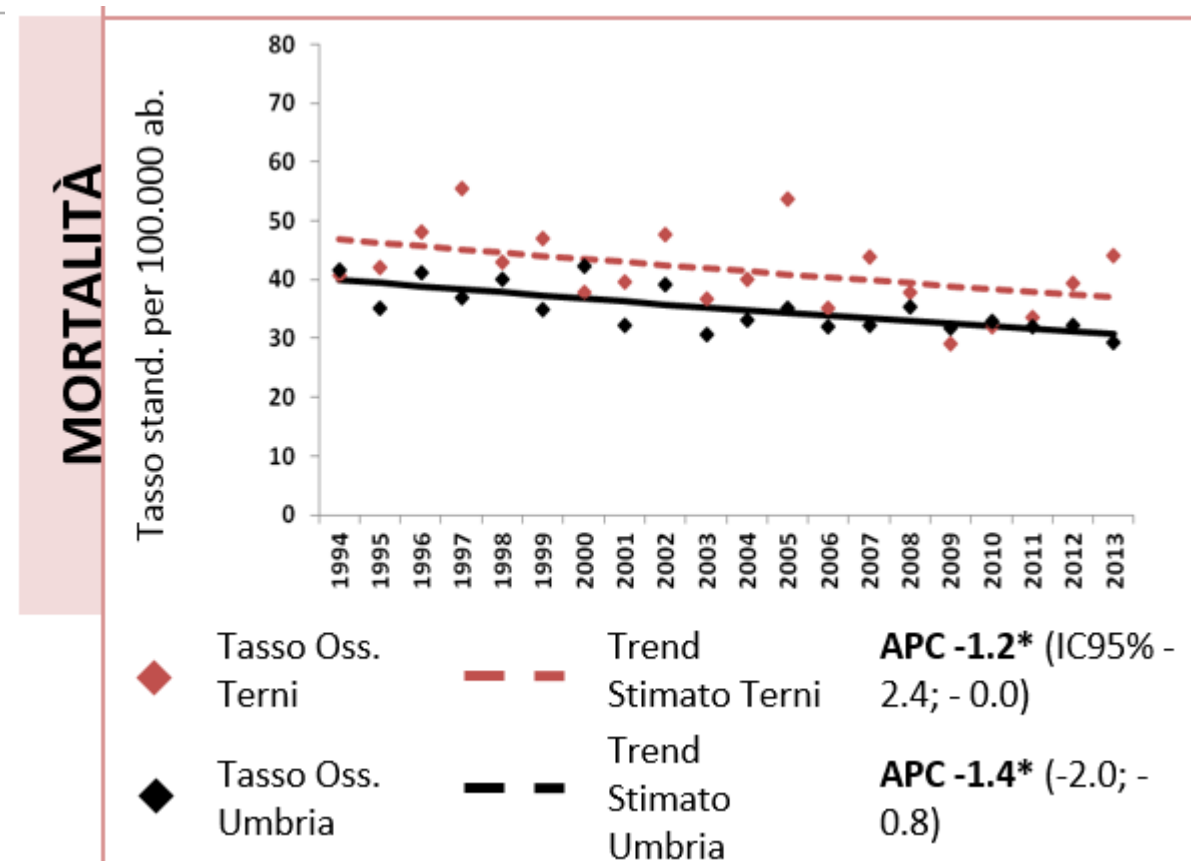 MORTALITÀ
Tasso stand. per 100.000 ab.
80
70
60
50
40
30
20
10
0
1994
1995
1996
1997
1998
1999
2000
2001
2002
2003
2004
2005
2006
2007
2008
2009
2010
2011
2012
2013
Tasso Oss.
Terni
Trend
Stimato Terni
APC -1.2* (IC95% -
2.4; - 0.0)
Tasso Oss.
Umbria
Trend
Stimato
Umbria
APC -1.4* (-2.0; -
0.8)